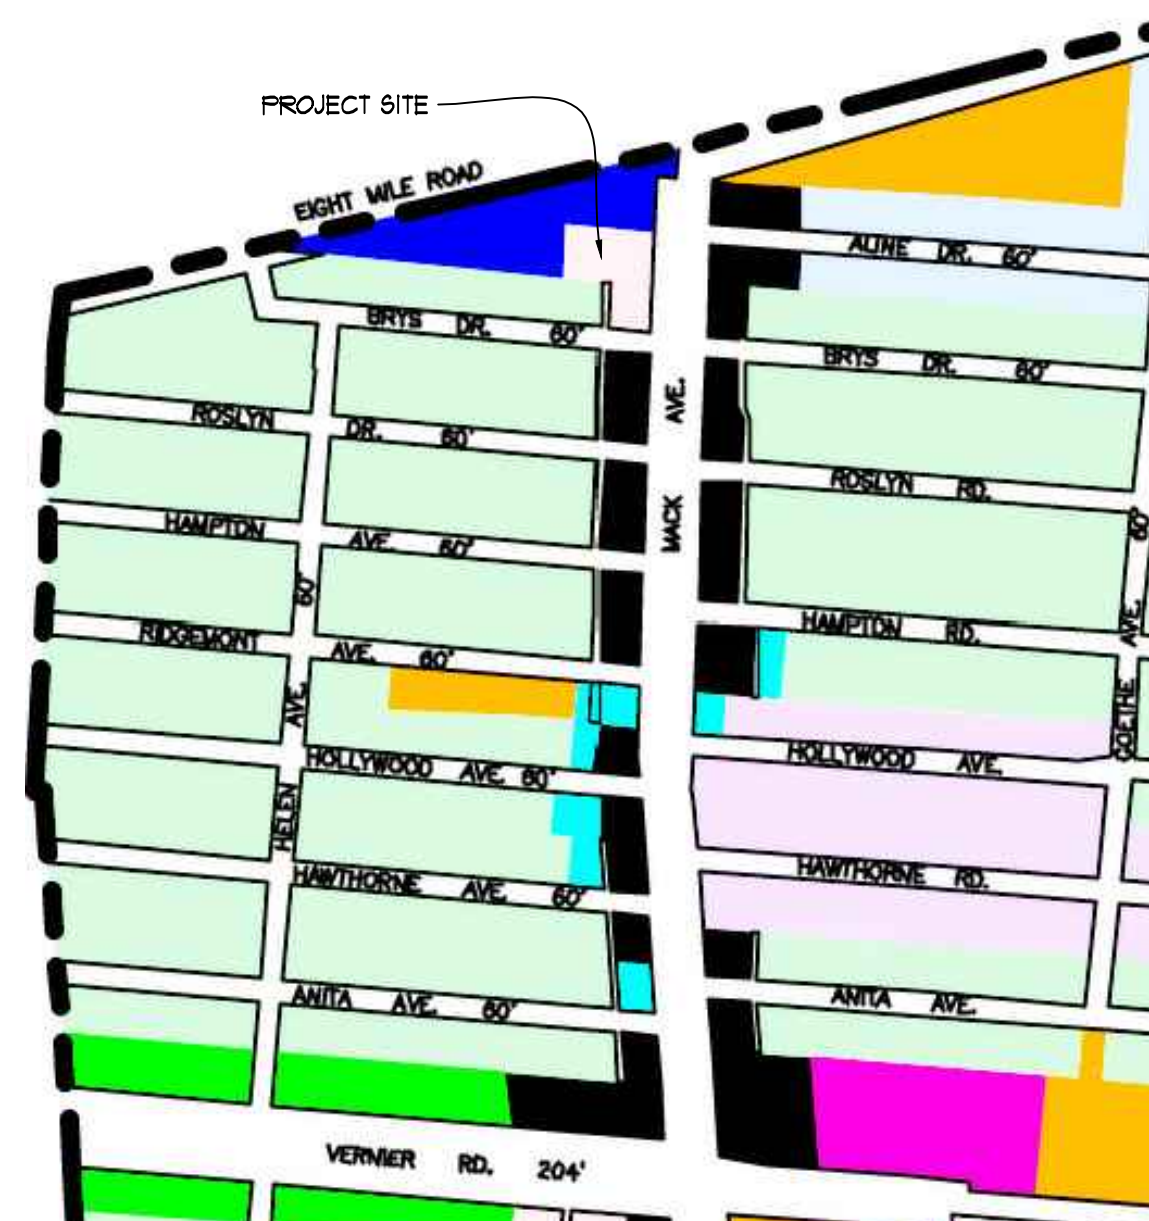 PROJECT SITE
EIGHT MILE ROAD
ALINE DR. 60'
BRYS DR. 60'
BRYS DR. 60'
MACK AVE.
ROSLYN DR. 60'
ROSLYN RD.
HAMPTON AVE. 60'
GOETHE AVE. 60'
HELEN AVE. 60'
HAMPTON RD.
RIDGEMONT AVE. 60'
HOLLYWOOD AVE. 60'
HOLLYWOOD AVE.
HAWTHORNE AVE. 60'
HAWTHORNE RD.
ANITA AVE. 60'
ANITA AVE.
VERNIER RD. 204'